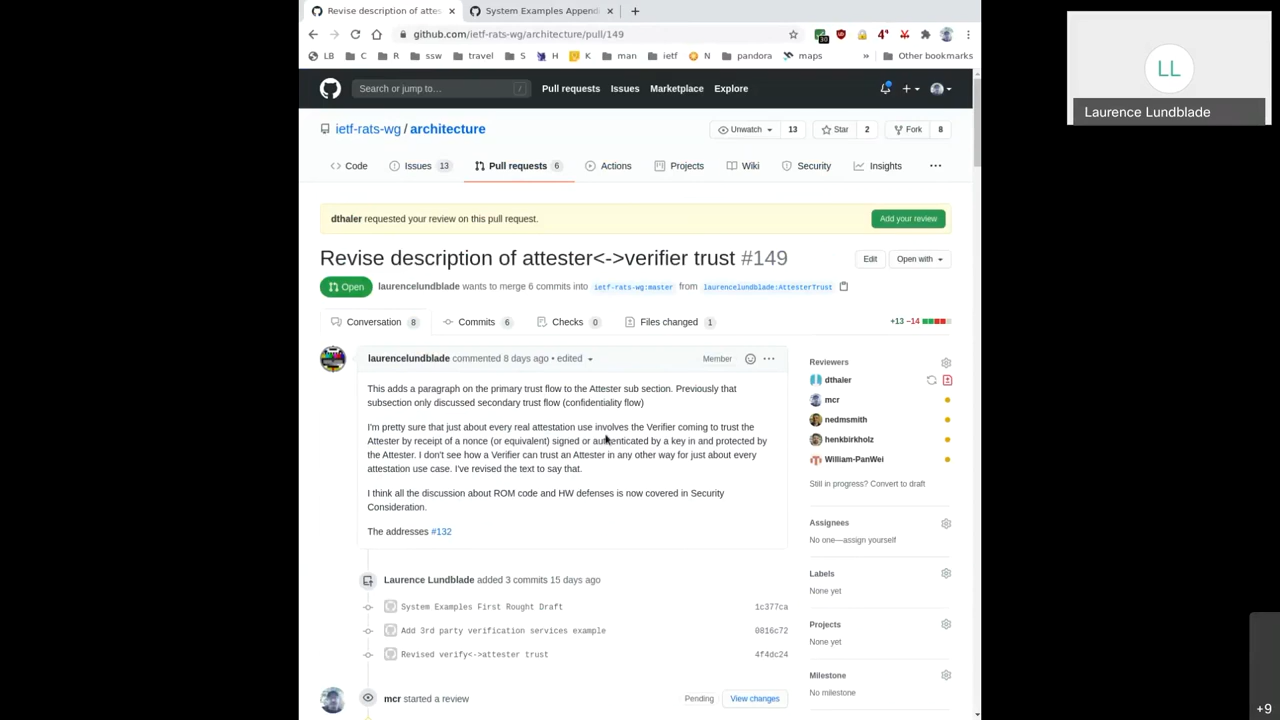 Revise description of attes
System Examples Append
github.com/ietf-rats-wg/architecture/pull/149
LB
C
R
ssw
travel
S
H
K
man
ietf
N
pandora
maps
»
Other bookmarks
Search or jump to…
/
Pull requests
Issues
Marketplace
Explore
ietf-rats-wg / architecture
Unwatch
13
Star
2
Fork
8
Code
Issues 13
Pull requests 6
Actions
Projects
Wiki
Security
Insights
dthaler requested your review on this pull request.
Add your review
Revise description of attester<->verifier trust #149
Edit
Open with
Open
laurencelundblade wants to merge 6 commits into ietf-rats-wg:master from laurencelundblade:AttesterTrust
Conversation 8
Commits 6
Checks 0
Files changed 1
+13 −14
laurencelundblade commented 8 days ago • edited
Member
This adds a paragraph on the primary trust flow to the Attester sub section. Previously that
subsection only discussed secondary trust flow (confidentiality flow)
I'm pretty sure that just about every real attestation use involves the Verifier coming to trust the
Attester by receipt of a nonce (or equivalent) signed or authenticated by a key in and protected by
the Attester. I don't see how a Verifier can trust an Attester in any other way for just about every
attestation use case. I've revised the text to say that.
I think all the discussion about ROM code and HW defenses is now covered in Security
Consideration.
The addresses #132
Laurence Lundblade added 3 commits 15 days ago
System Examples First Rought Draft
1c377ca
Add 3rd party verification services example
0816c72
Revised verify<->attester trust
4f4dc24
mcr started a review
Pending
View changes
Reviewers
dthaler
mcr
nedmsmith
henkbirkholz
William-PanWei
Still in progress? Convert to draft
Assignees
No one—assign yourself
Labels
None yet
Projects
None yet
Milestone
No milestone
LL
Laurence Lundblade
+9